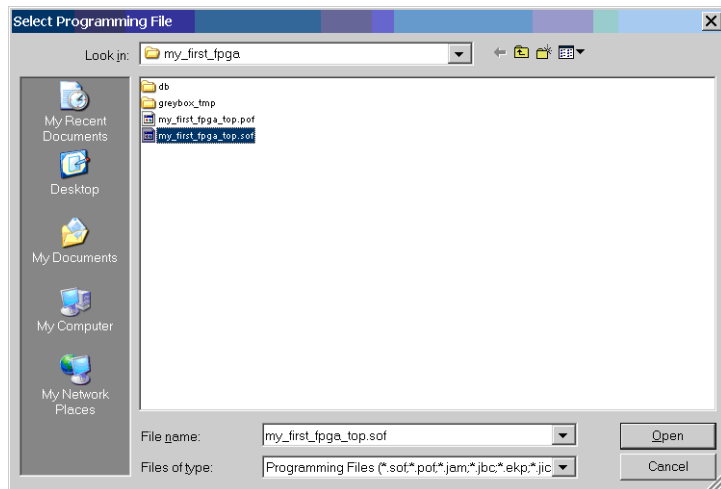 Select Programming File
Look in: my_first_fpga
My Recent
Documents
Desktop
My Documents
My Computer
My Network
Places
db
greybox_tmp
my_first_fpga_top.pof
my_first_fpga_top.sof
File name: my_first_fpga_top.sof Open
Files of type: Programming Files (*.sof;*.pof;*.jam;*.jbc;*.ekp;*.jic Cancel